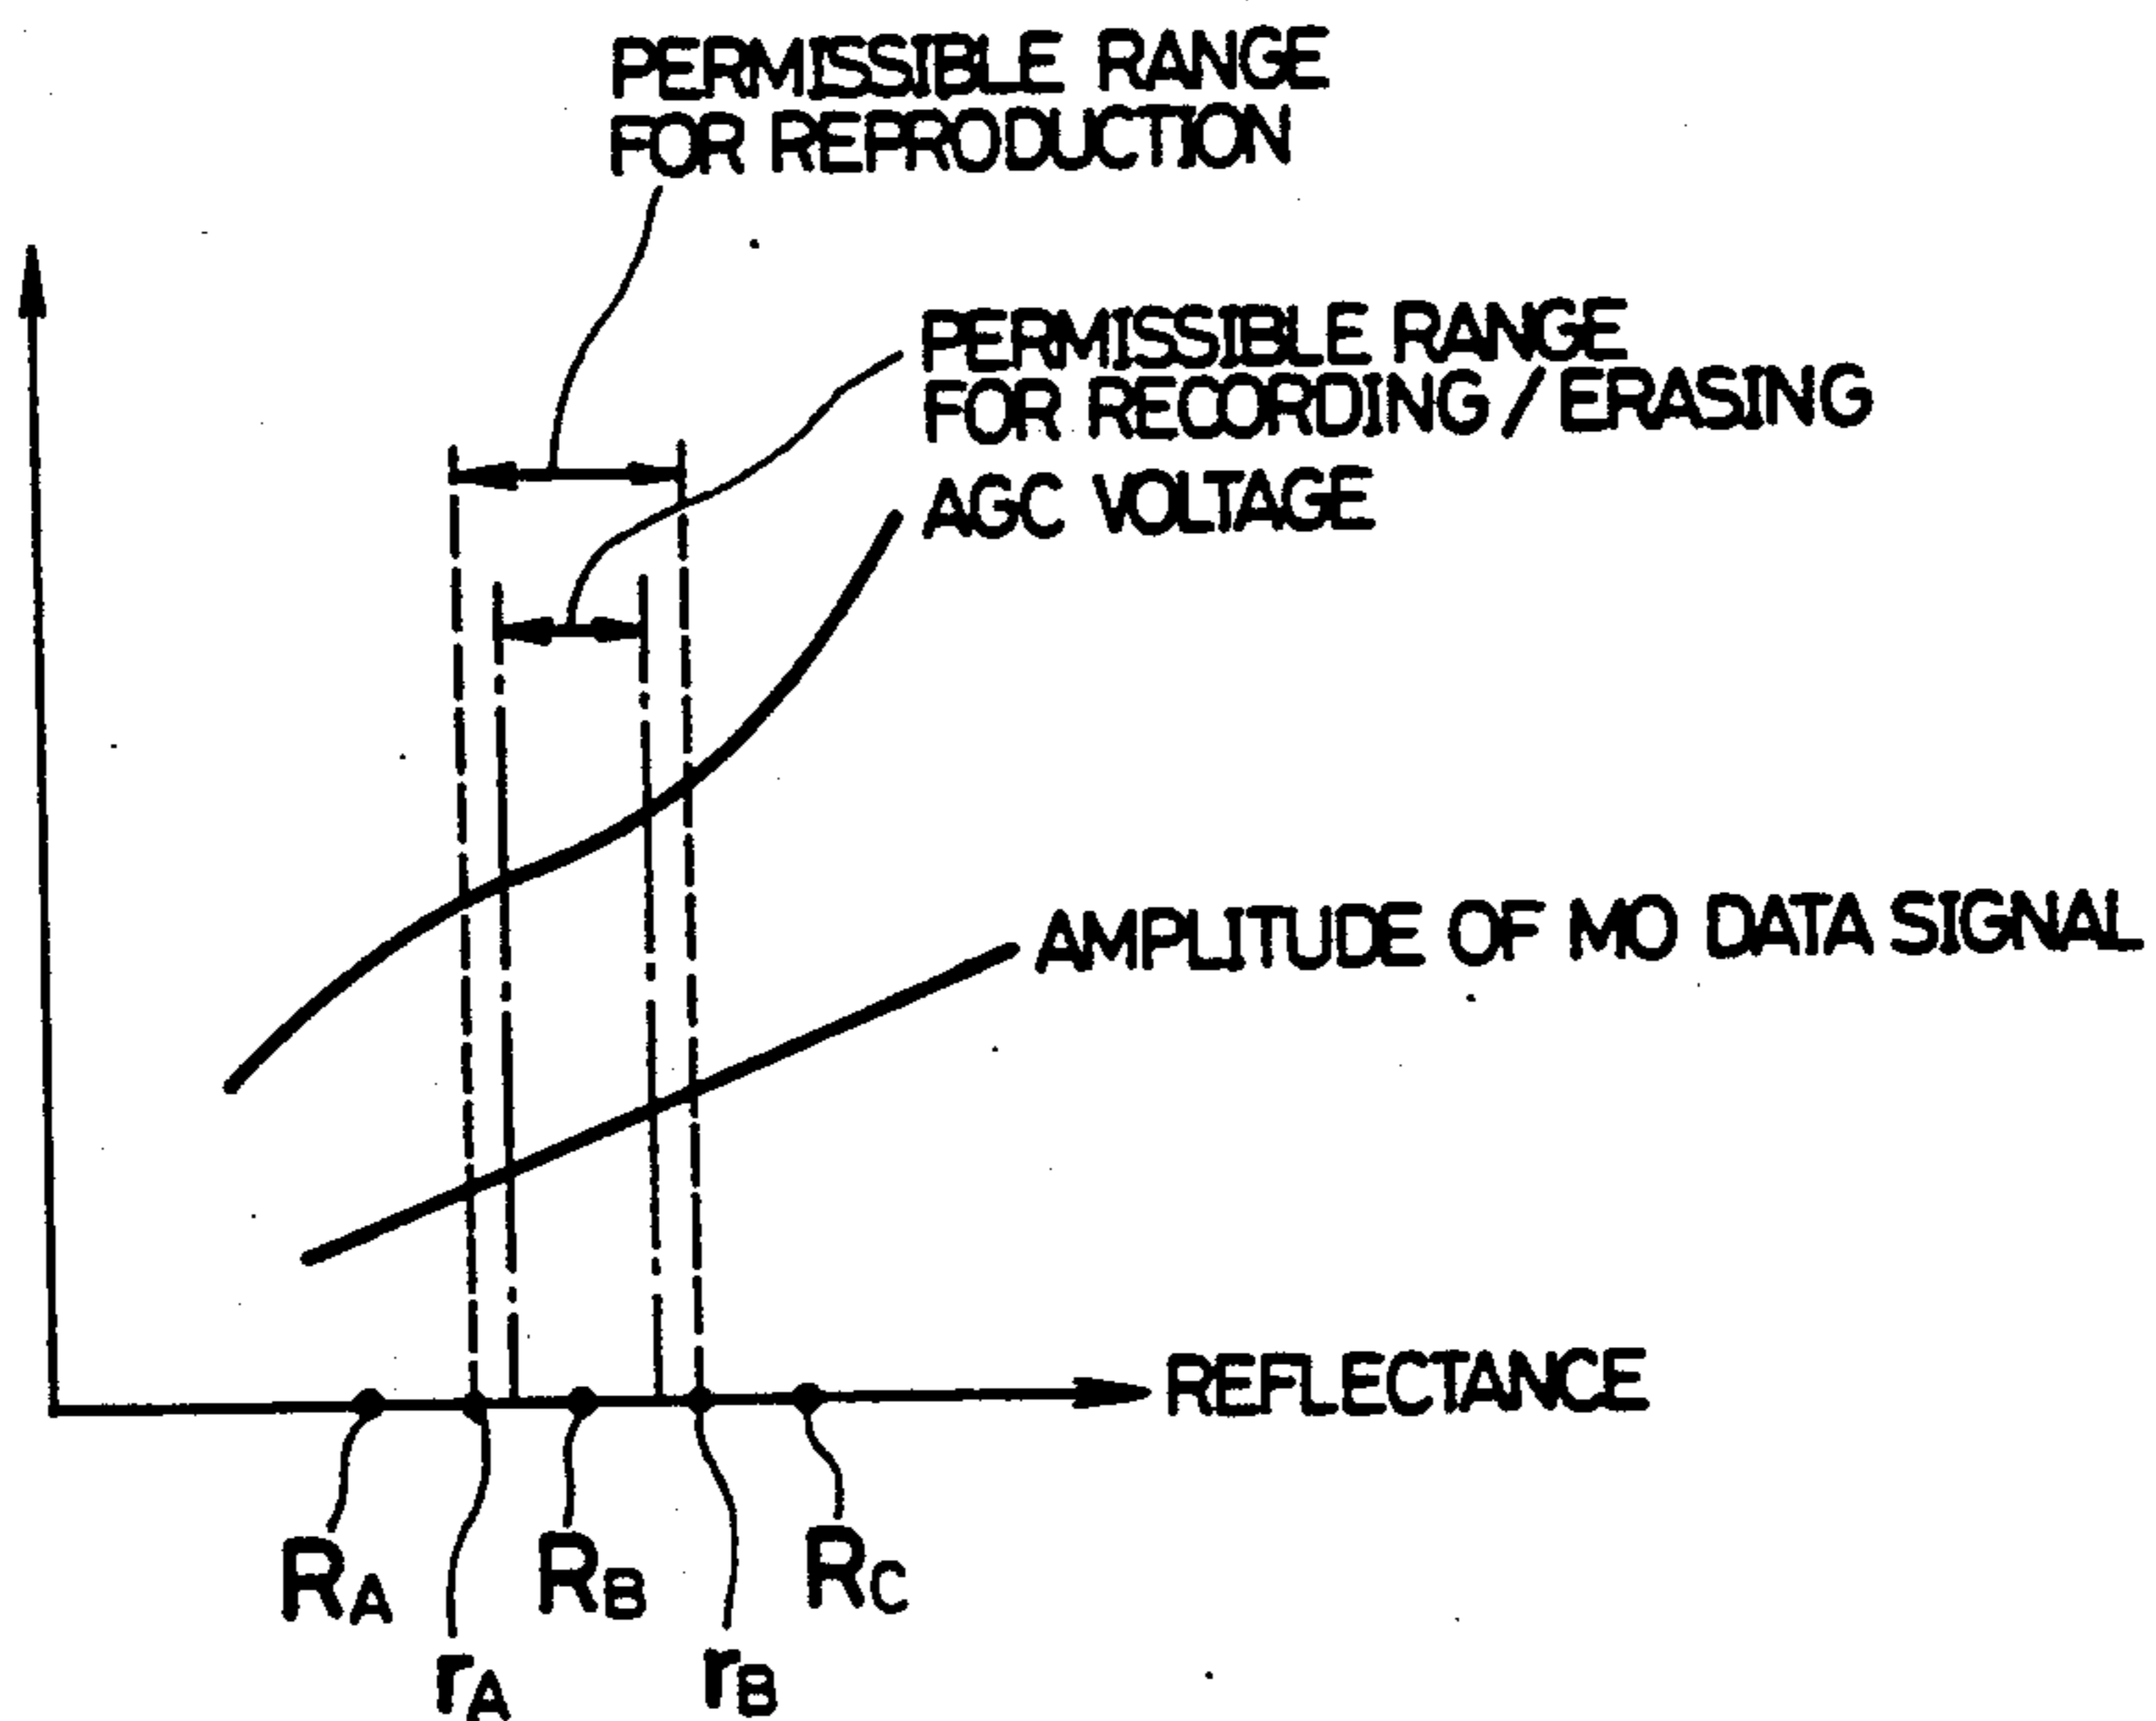 PERMISSIBLE RANGE
FOR REPRODUCTION
PERMISSIBLE RANGE
FOR RECORDING/ERASING
AGC VOLTAGE
AMPLITUDE OF MO DATA SIGNAL
REFLECTANCE
RA
RB
RC
rA
rB